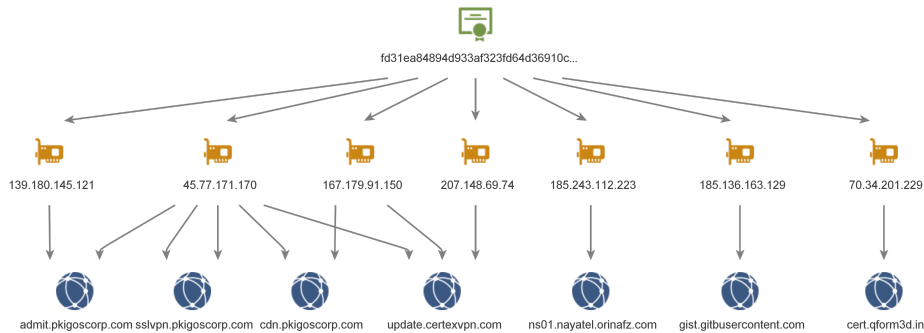 fd31ea84894d933af323fd64d36910c...
139.180.145.121 45.77.171.170 167.179.91.150 207.148.69.74 185.243.112.223 185.136.163.129 70.34.201.229
admit.pkigoscorp.com sslvpn.pkigoscorp.com cdn.pkigoscorp.com update.certexvpn.com ns01.nayatel.orinafz.com gist.gitbusercontent.com cert.qform3d.in